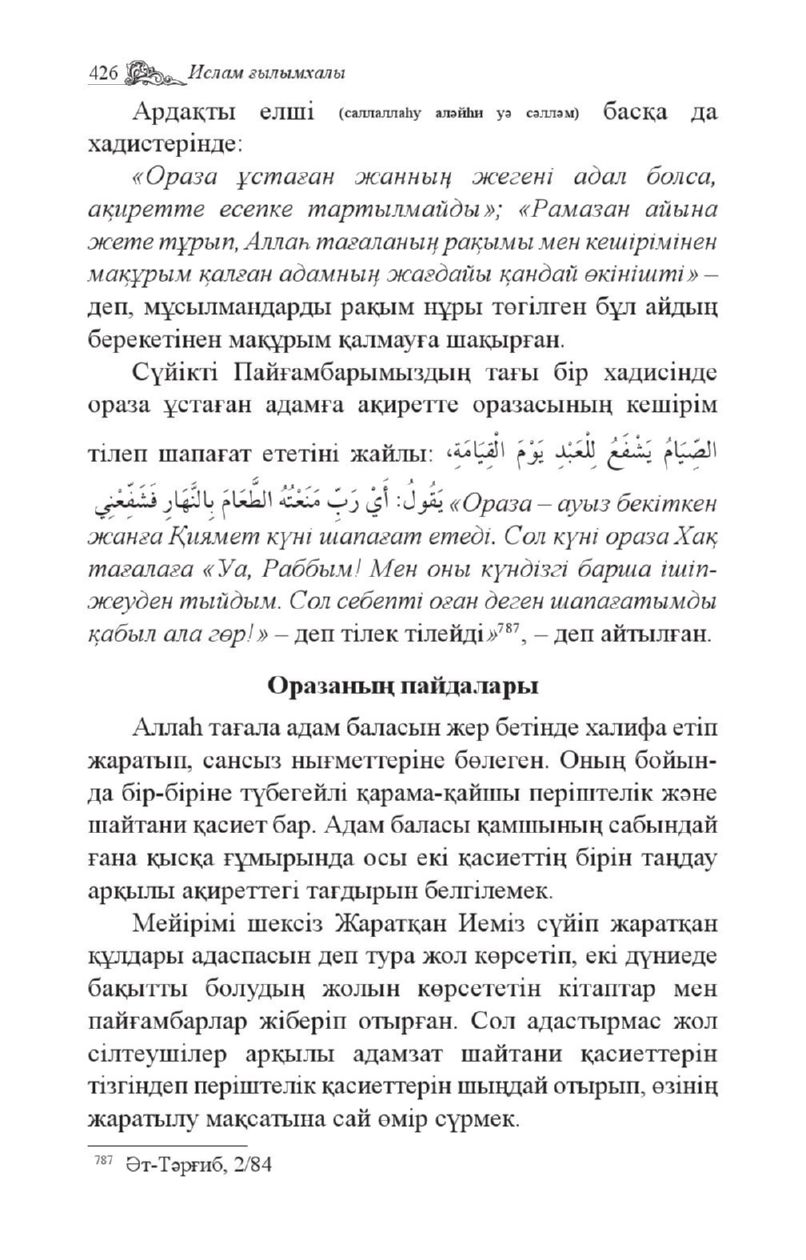 426 Ислам ғылымхалы
Ардақты елші (саллаллаһу аләйһи уә сәлләм) басқа да
хадистерінде:
«Ораза ұстаған жанның жегені адал болса,
ақиретте есепке тартылмайды»; «Рамазан айына
жете тұрып, Аллаһ тағаланың рақымы мен кешірімінен
мақұрым қалған адамның жағдайы қандай өкінішті» –
деп, мұсылмандарды рақым нұры төгілген бұл айдың
берекетінен мақұрым қалмауға шақырған.
Сүйікті Пайғамбарымыздың тағы бір хадисінде
ораза ұстаған адамға ақиретте оразасының кешірім
тілеп шапағат ететіні жайлы: الصِّيَامُ يَشْفَعُ لِلْعَبْدِ يَوْمَ الْقِيَامَةِ،
يَقُولُ: أَيْ رَبِّ مَنَعْتُهُ الطَّعَامَ بِالنَّهَارِ فَشَفِّعْنِي «Ораза – ауыз бекіткен
жанға Қиямет күні шапағат етеді. Сол күні ораза Хақ
тағалаға «Уа, Раббым! Мен оны күндізгі барша ішіп-
жеуден тыйдым. Сол себепті оған деген шапағатымды
қабыл ала гөр!» – деп тілек тілейді»787, – деп айтылған.
Оразаның пайдалары
Аллаһ тағала адам баласын жер бетінде халифа етіп
жаратып, сансыз нығметтеріне бөлеген. Оның бойын-
да бір-біріне түбегейлі қарама-қайшы періштелік және
шайтани қасиет бар. Адам баласы қамшының сабындай
ғана қысқа ғұмырында осы екі қасиеттің бірін таңдау
арқылы ақиреттегі тағдырын белгілемек.
Мейірімі шексіз Жаратқан Иеміз сүйіп жаратқан
құлдары адаспасын деп тура жол көрсетіп, екі дүниеде
бақытты болудың жолын көрсететін кітаптар мен
пайғамбарлар жіберіп отырған. Сол адастырмас жол
сілтеушілер арқылы адамзат шайтани қасиеттерін
тізгіндеп періштелік қасиеттерін шыңдай отырып, өзінің
жаратылу мақсатына сай өмір сүрмек.
787 Әт-Тәрғиб, 2/84